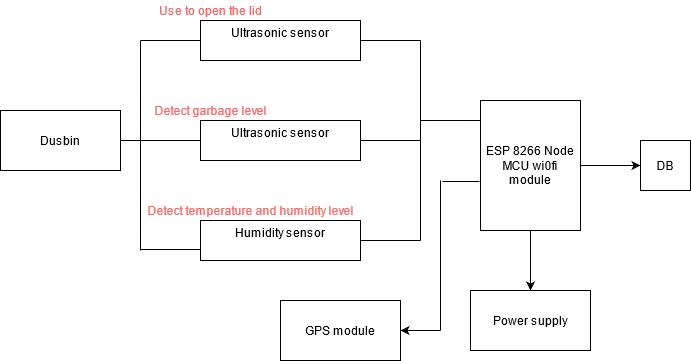 Use to open the lid
Ultrasonic sensor
Detect garbage level
Ultrasonic sensor
Dusbin
ESP 8266 Node
MCU wi0fi
module
DB
Detect temperature and humidity level
Humidity sensor
GPS module
Power supply